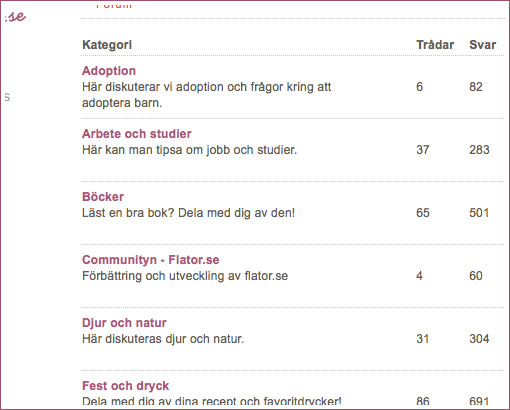 .se
Forum
Kategori Trådar Svar
Adoption
Här diskuterar vi adoption och frågor kring att 6 82
adoptera barn.
Arbete och studier
Här kan man tipsa om jobb och studier. 37 283
Böcker
Läst en bra bok? Dela med dig av den! 65 501
Communityn - Flator.se
Förbättring och utveckling av flator.se 4 60
s
Djur och natur
Här diskuteras djur och natur. 31 304
Fest och dryck
Dela med dig av dina recept och favoritdrycker! 86 691